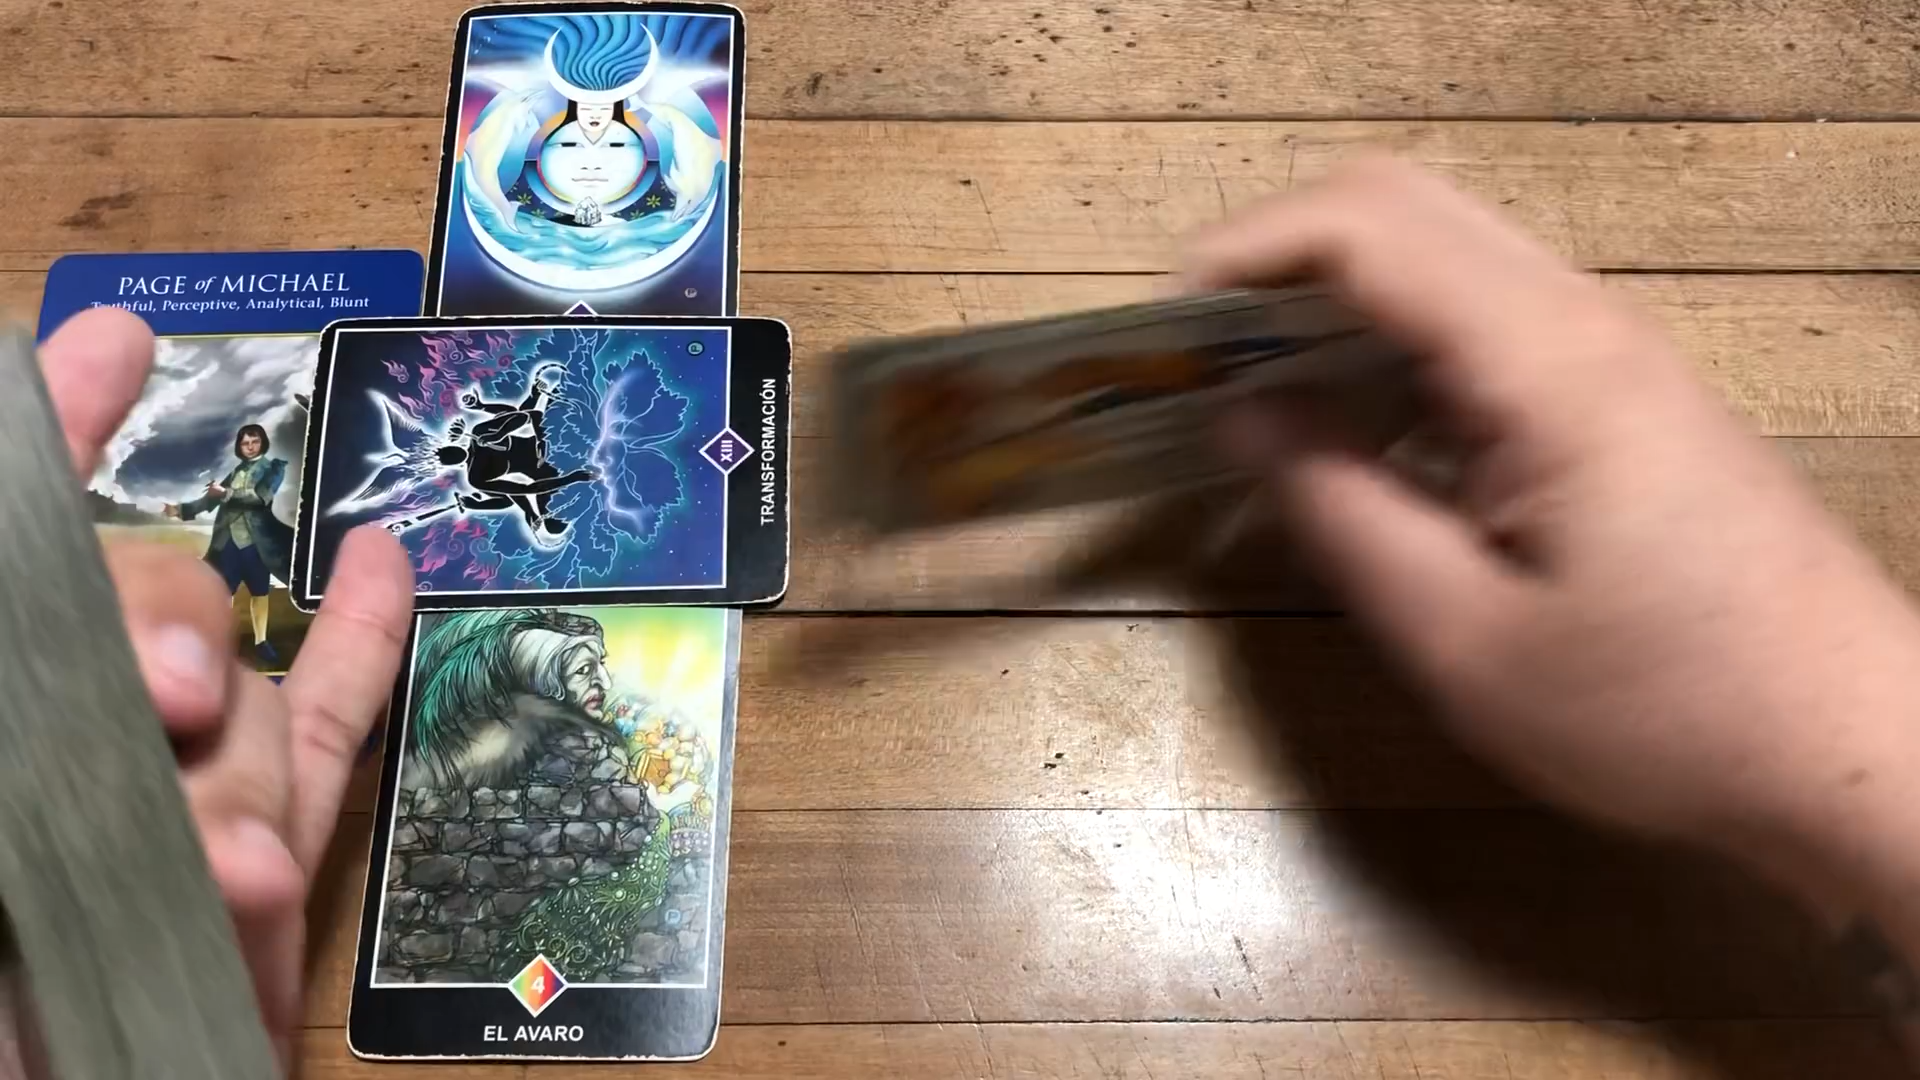 PAGE of MICHAEL
Truthful, Perceptive, Analytical, Blunt
XIII
TRANSFORMACIÓN
4
EL AVARO